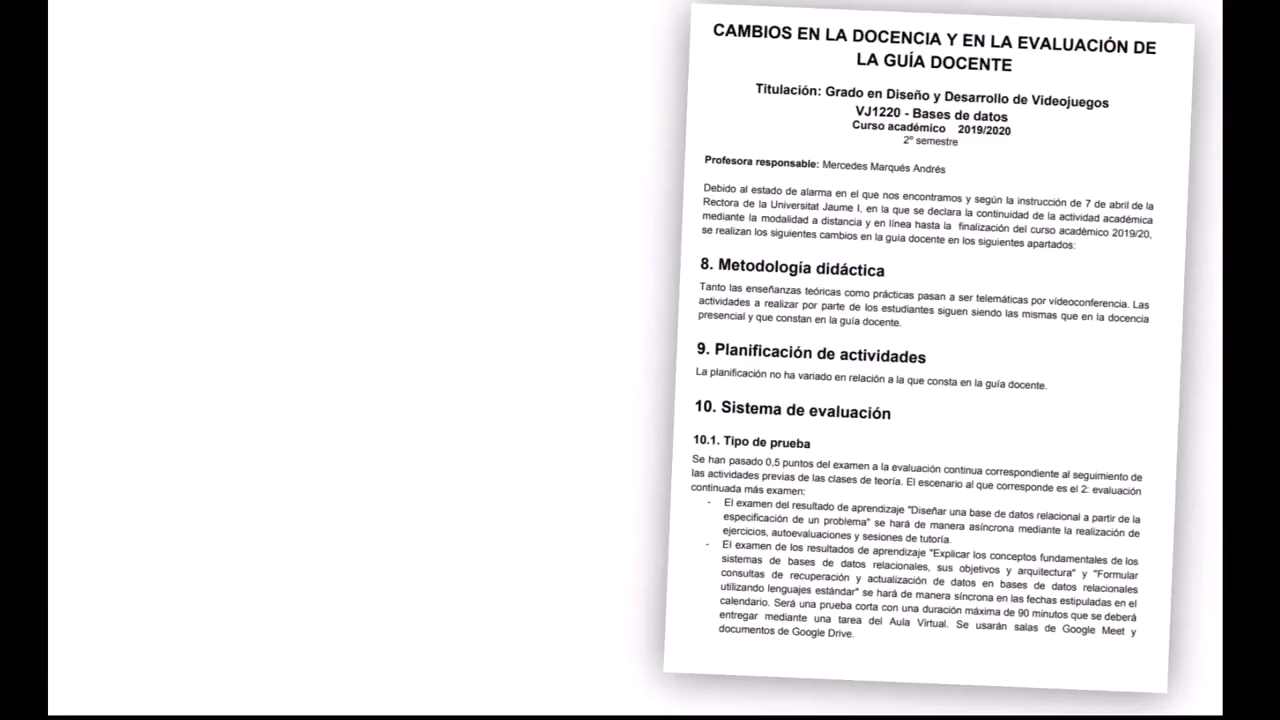 CAMBIOS EN LA DOCENCIA Y EN LA EVALUACIÓN DE
LA GUÍA DOCENTE
Titulación: Grado en Diseño y Desarrollo de Videojuegos
VJ1220 - Bases de datos
Curso académico 2019/2020
2º semestre
Profesora responsable: Mercedes Marqués Andrés
Debido al estado de alarma en el que nos encontramos y según la instrucción de 7 de abril de la
Rectora de la Universitat Jaume I, en la que se declara la continuidad de la actividad académica
mediante la modalidad a distancia y en línea hasta la finalización del curso académico 2019/20,
se realizan los siguientes cambios en la guía docente en los siguientes apartados:
8. Metodología didáctica
Tanto las enseñanzas teóricas como prácticas pasan a ser telemáticas por vídeoconferencia. Las
actividades a realizar por parte de los estudiantes siguen siendo las mismas que en la docencia
presencial y que constan en la guía docente.
9. Planificación de actividades
La planificación no ha variado en relación a la que consta en la guía docente.
10. Sistema de evaluación
10.1. Tipo de prueba
Se han pasado 0,5 puntos del examen a la evaluación continua correspondiente al seguimiento de
las actividades previas de las clases de teoría. El escenario al que corresponde es el 2: evaluación
continuada más examen:
- El examen del resultado de aprendizaje "Diseñar una base de datos relacional a partir de la
especificación de un problema" se hará de manera asíncrona mediante la realización de
ejercicios, autoevaluaciones y sesiones de tutoría.
- El examen de los resultados de aprendizaje "Explicar los conceptos fundamentales de los
sistemas de bases de datos relacionales, sus objetivos y arquitectura" y "Formular
consultas de recuperación y actualización de datos en bases de datos relacionales
utilizando lenguajes estándar" se hará de manera síncrona en las fechas estipuladas en el
calendario. Será una prueba corta con una duración máxima de 90 minutos que se deberá
entregar mediante una tarea del Aula Virtual. Se usarán salas de Google Meet y
documentos de Google Drive.